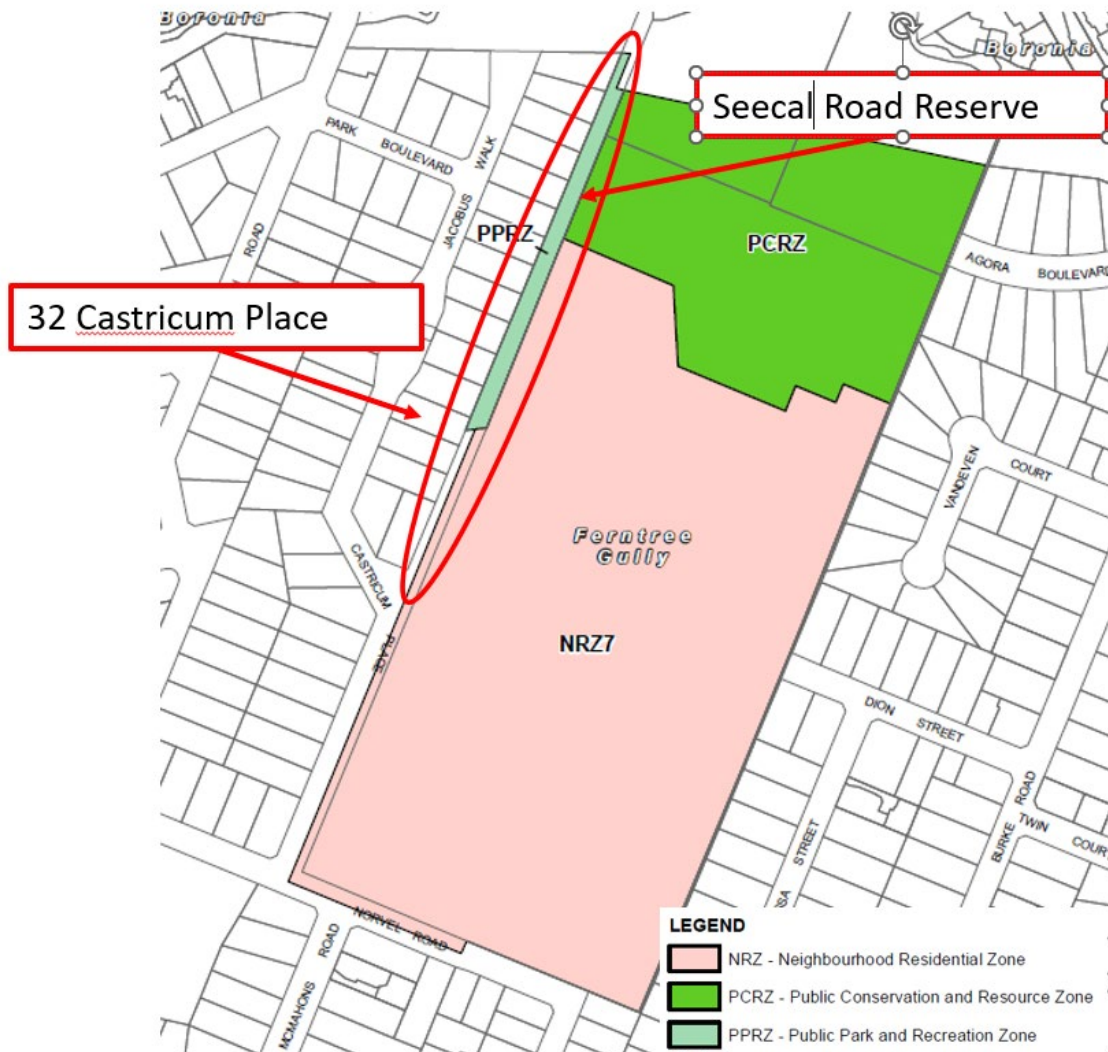 Boronia
Boronia
Seecal Road Reserve
PARK
BOULEVARD
WALK
JACOBUS
ROAD
PPRZ
PCRZ
AGORA
BOULEVARD
32 Castricum Place
VANDEVEN
COURT
Ferntree
Gully
CASTRICUM
PLACE
NRZ7
DION
STREET
BURKE
ROAD
TWIN
COUR
STREET
SA
NORVEL ROAD
MCMAHONS
ROAD
LEGEND
NRZ - Neighbourhood Residential Zone
PCRZ - Public Conservation and Resource Zone
PPRZ - Public Park and Recreation Zone